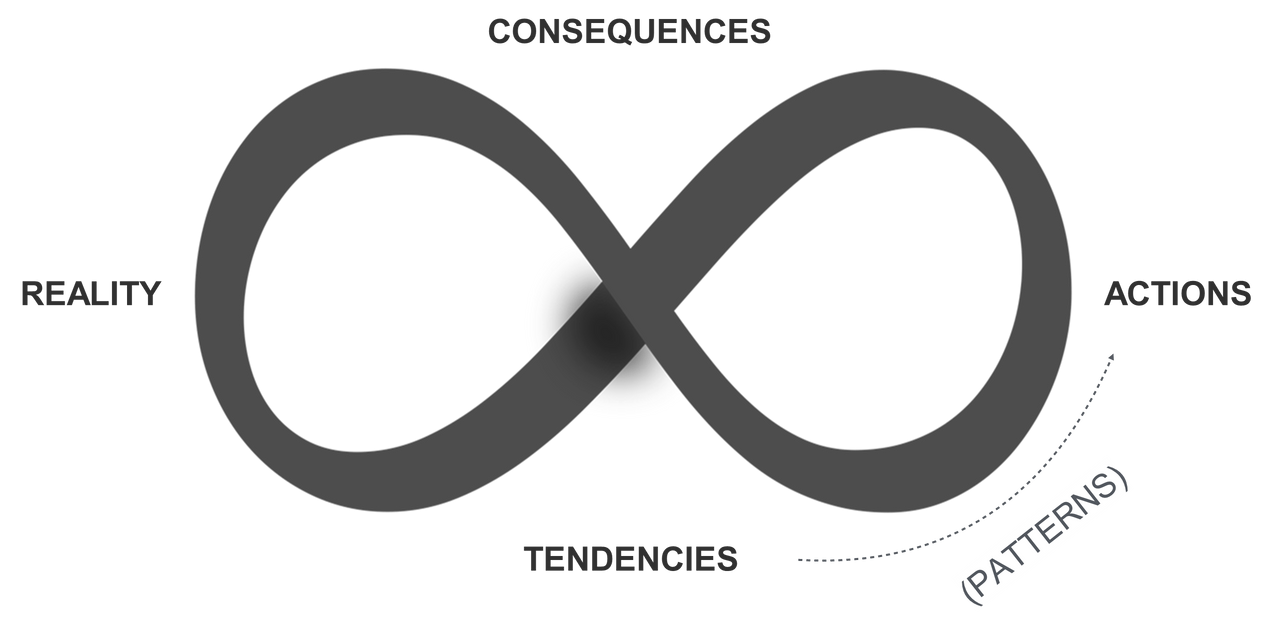 CONSEQUENCES
REALITY
ACTIONS
TENDENCIES
(PATTERNS)